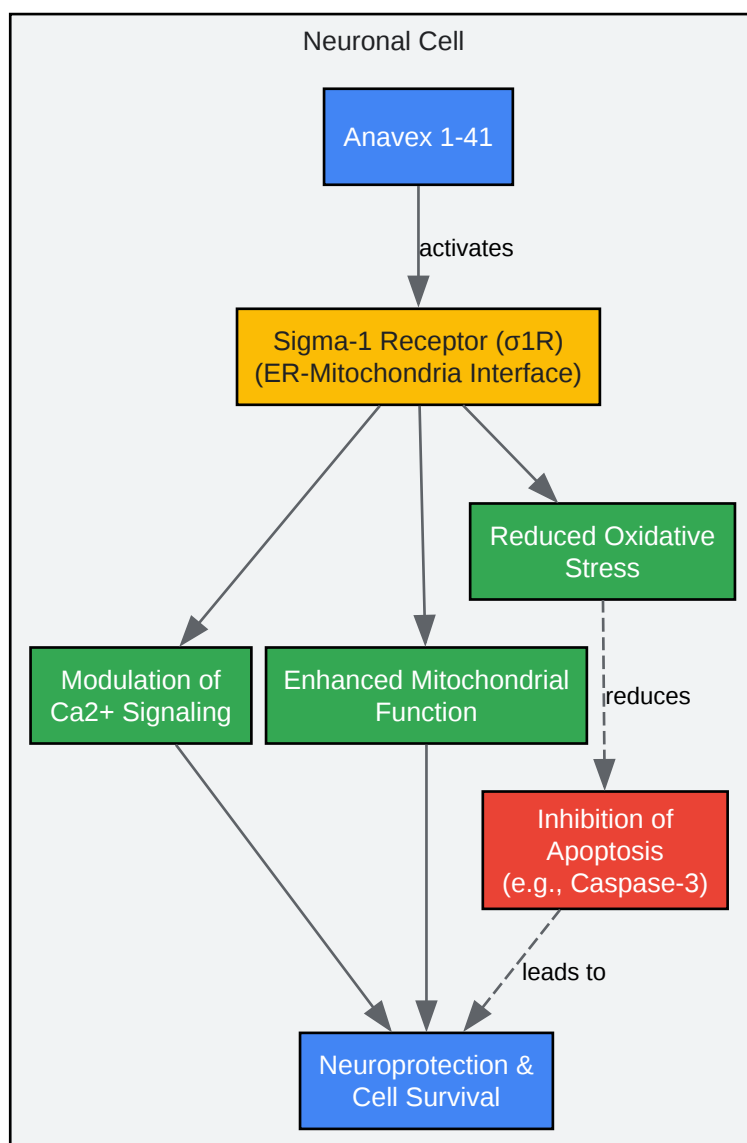 Neuronal Cell
Anavex 1-41
activates
Sigma-1 Receptor (σ1R)
(ER-Mitochondria Interface)
Reduced Oxidative
Stress
Modulation of
Ca2+ Signaling
Enhanced Mitochondrial
Function
reduces
Inhibition of
Apoptosis
(e.g., Caspase-3)
leads to
Neuroprotection &
Cell Survival